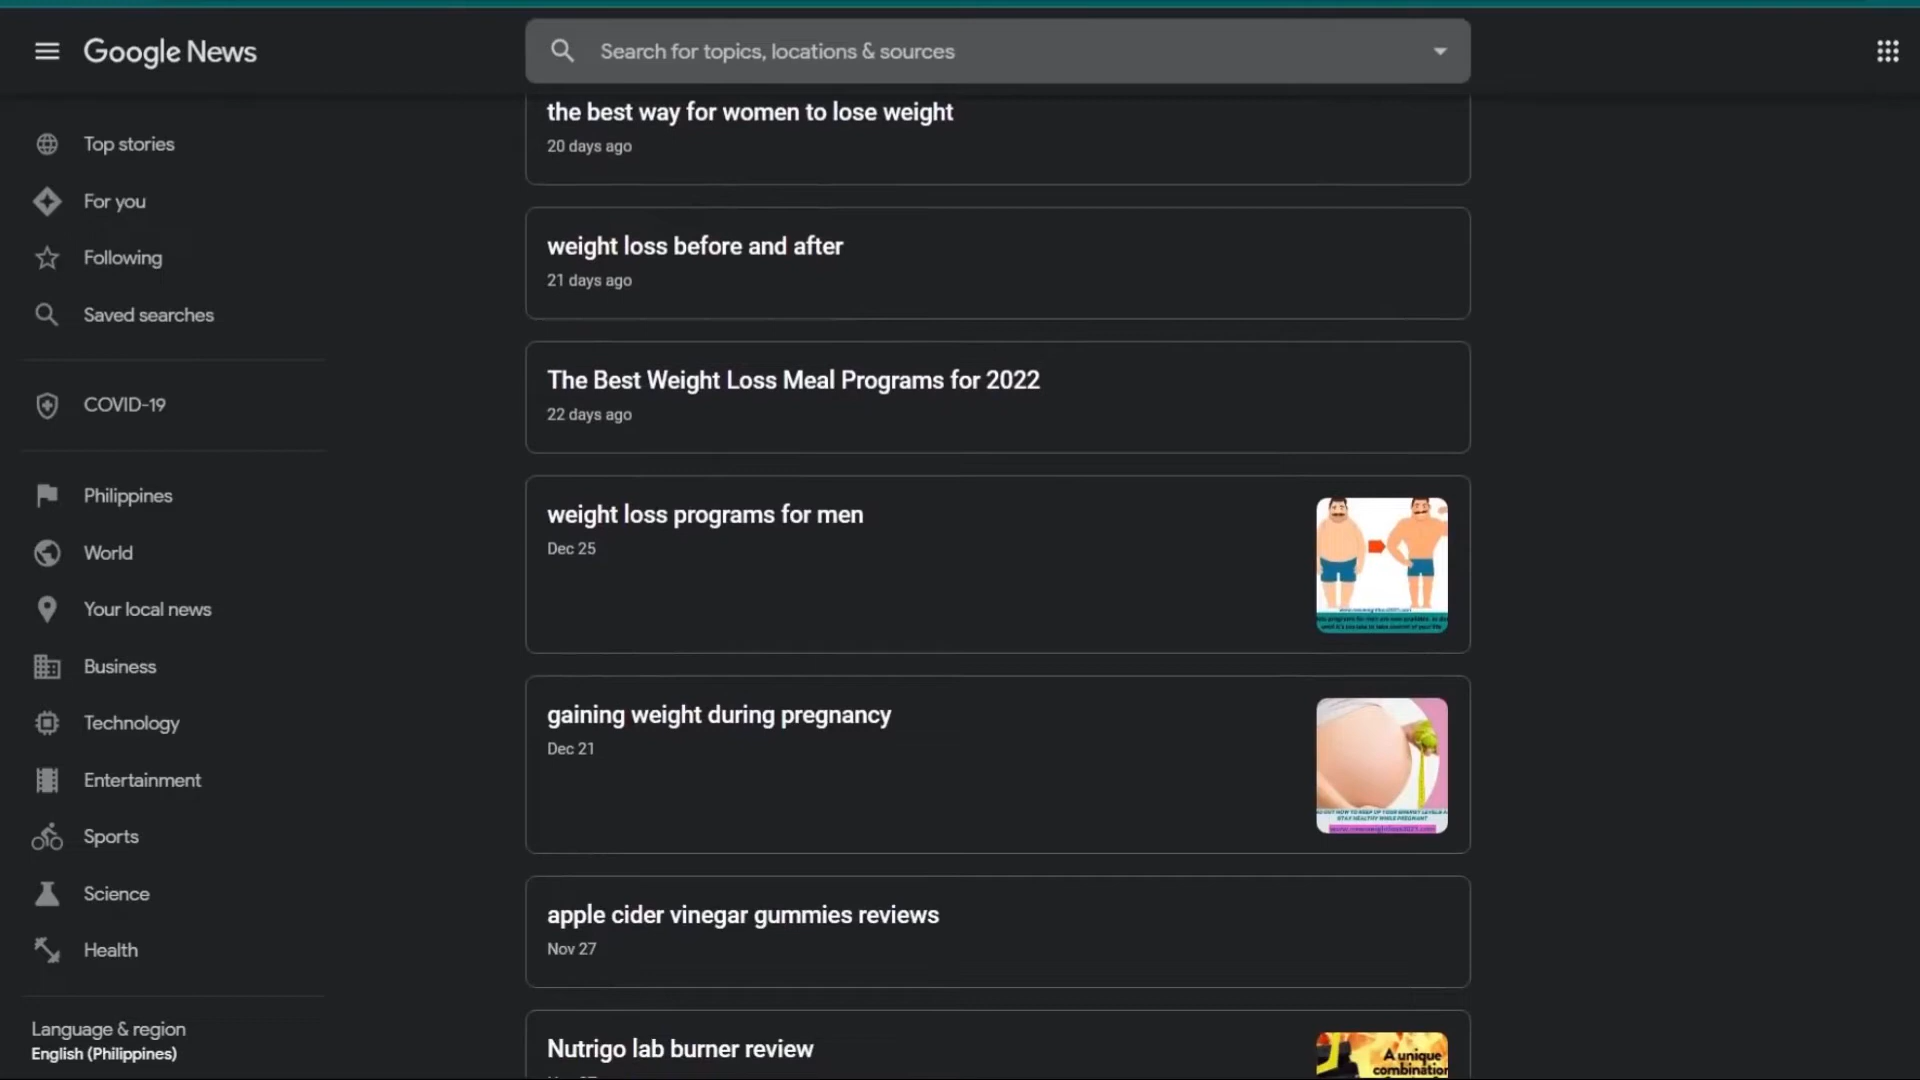 Google News
Search for topics, locations & sources
Top stories
For you
Following
Saved searches
COVID-19
Philippines
World
Your local news
Business
Technology
Entertainment
Sports
Science
Health
Language & region
English (Philippines)
the best way for women to lose weight
20 days ago
weight loss before and after
21 days ago
The Best Weight Loss Meal Programs for 2022
22 days ago
weight loss programs for men
Dec 25
gaining weight during pregnancy
Dec 21
STAY HEALTHY WHILE PREGNANT
apple cider vinegar gummies reviews
Nov 27
Nutrigo lab burner review
A unique
combination